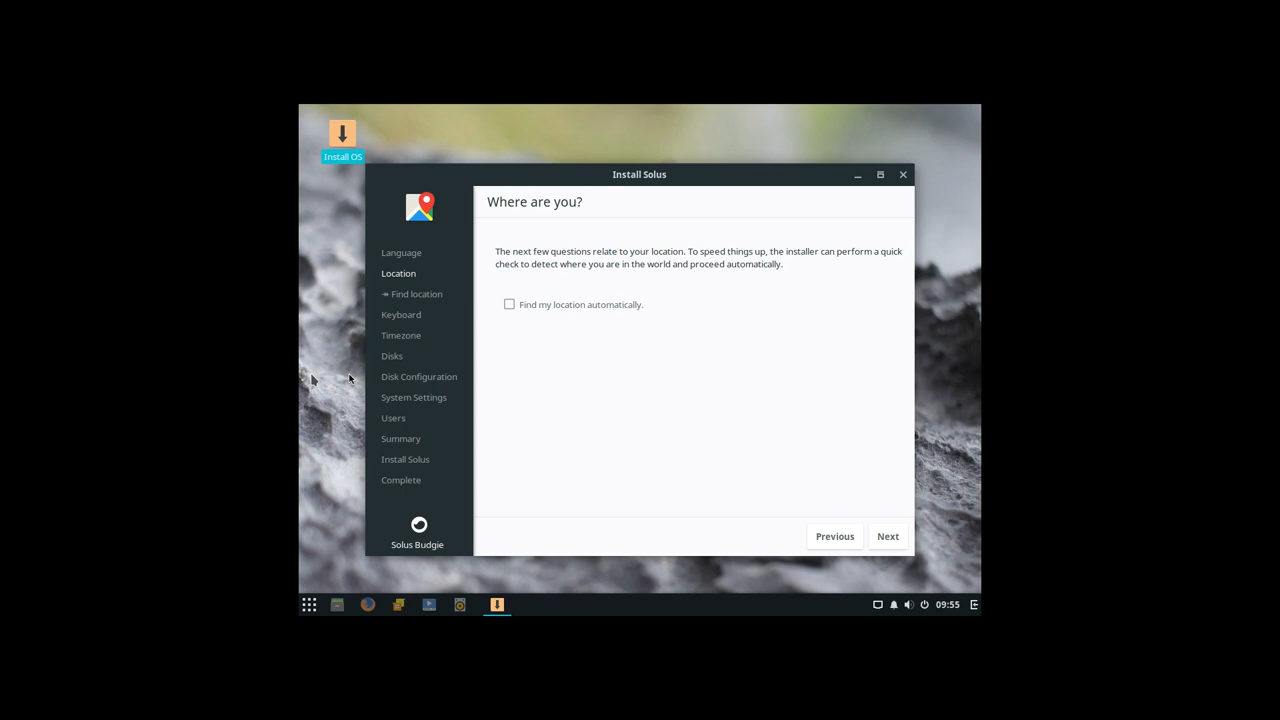 Install OS
Install Solus
Where are you?
The next few questions relate to your location. To speed things up, the installer can perform a quick
check to detect where you are in the world and proceed automatically.
Find my location automatically.
Language
Location
↠ Find location
Keyboard
Timezone
Disks
Disk Configuration
System Settings
Users
Summary
Install Solus
Complete
Solus Budgie
Previous
Next
09:55